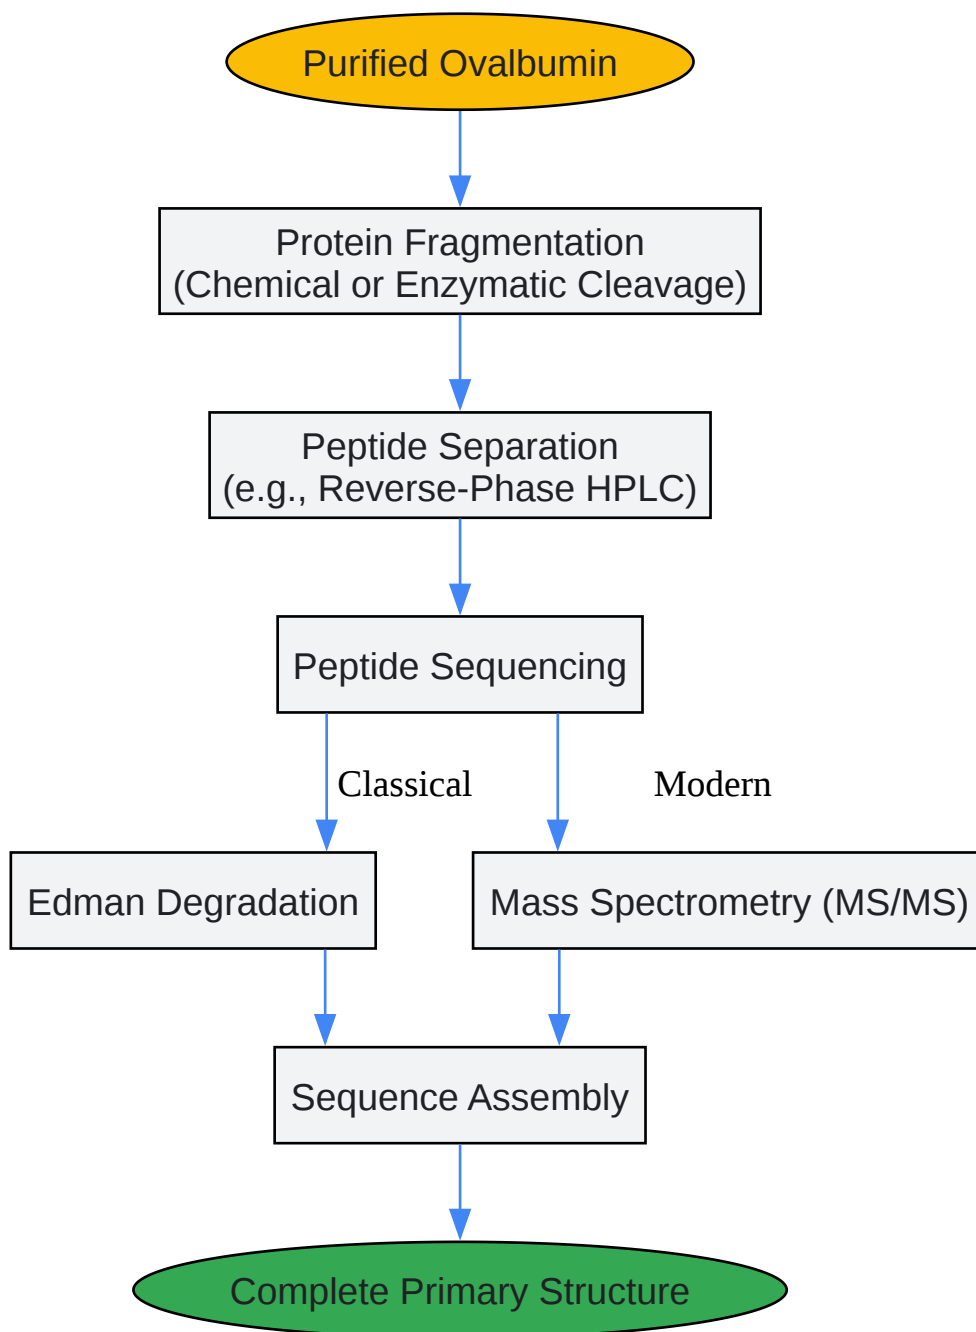 Purified Ovalbumin
Protein Fragmentation
(Chemical or Enzymatic Cleavage)
Peptide Separation
(e.g., Reverse-Phase HPLC)
Peptide Sequencing
Classical
Modern
Edman Degradation
Mass Spectrometry (MS/MS)
Sequence Assembly
Complete Primary Structure